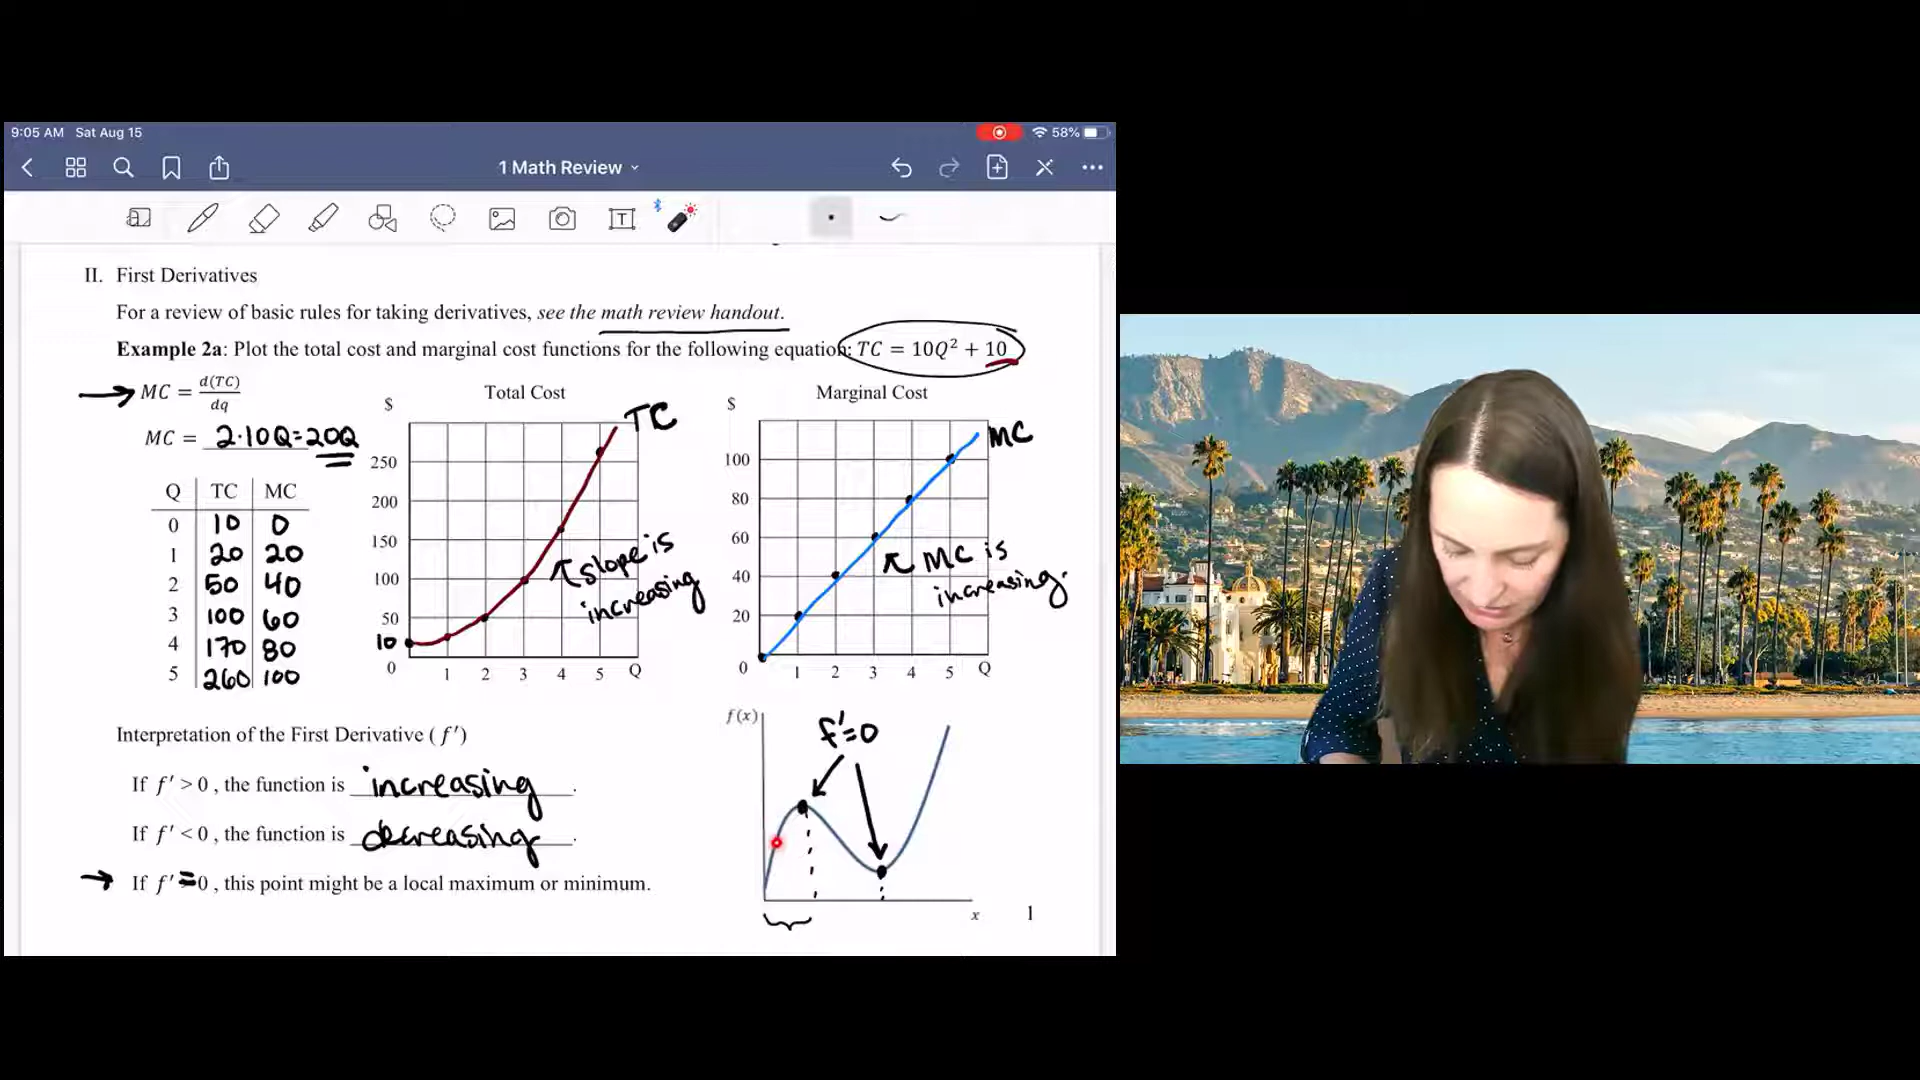 9:05 AM Sat Aug 15
58%
1 Math Review
T
II. First Derivatives
For a review of basic rules for taking derivatives, see the math review handout.
Example 2a: Plot the total cost and marginal cost functions for the following equation: TC = 10Q² + 10
MC = d(TC)/dq
MC = 2·10Q=20Q
Q TC MC
0 10 0
1 20 20
2 50 40
3 100 60
4 170 80
5 260 100
Total Cost
$
TC
250
200
150
100
50
10
0
1 2 3 4 5 Q
slope is
increasing
Marginal Cost
$
MC
100
80
60
40
20
0
1 2 3 4 5 Q
MC is
increasing.
Interpretation of the First Derivative ( f′)
If f′ > 0 , the function is increasing.
If f′ < 0 , the function is decreasing.
If f′ = 0 , this point might be a local maximum or minimum.
f(x)
f'=0
x
1